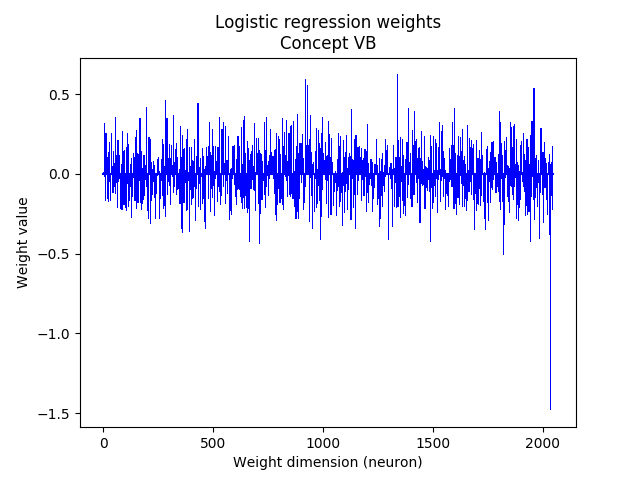 Logistic regression weights
Concept VB
0.5
0.0
−0.5
−1.0
−1.5
Weight value
0 500 1000 1500 2000
Weight dimension (neuron)